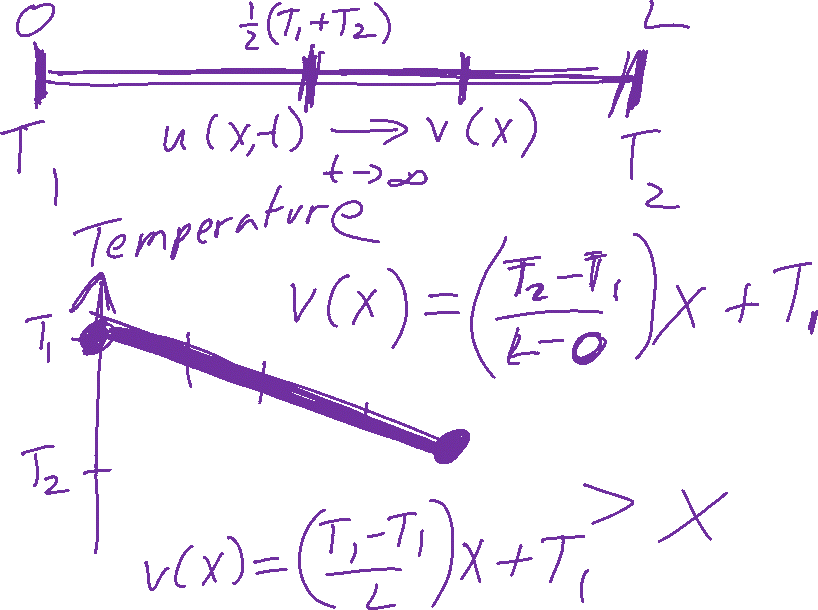 0 ½(T₁+T₂) L
T₁ u(x,t) → v(x) T₂
t→∞
Temperature
v(x)=((T₂-T₁)/(L-0))x+T₁
T₁
T₂
> x
v(x)=((T₁-T₁)/L)x+T₁